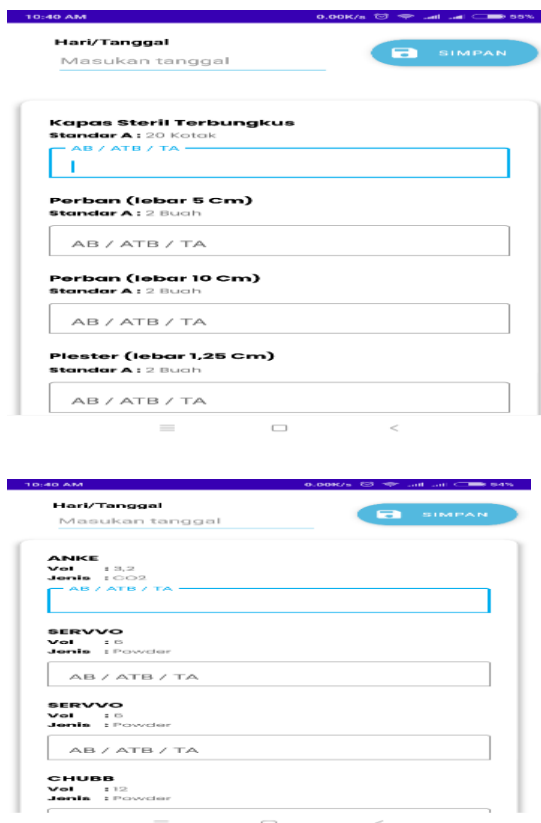 10:40 AM 0.00K/s 55%
Hari/Tanggal
Masukan tanggal
SIMPAN
Kapas Steril Terbungkus
Standar A : 20 Kotak
AB / ATB / TA
Perban (lebar 5 Cm)
Standar A : 2 Buah
AB / ATB / TA
Perban (lebar 10 Cm)
Standar A : 2 Buah
AB / ATB / TA
Plester (lebar 1,25 Cm)
Standar A : 2 Buah
AB / ATB / TA
10:40 AM 0.00K/s 54%
Hari/Tanggal
Masukan tanggal
SIMPAN
ANKE
Vol : 3,2
Jenis : CO2
AB / ATB / TA
SERVVO
Vol : 6
Jenis : Powder
AB / ATB / TA
SERVVO
Vol : 6
Jenis : Powder
AB / ATB / TA
CHUBB
Vol : 12
Jenis : Powder